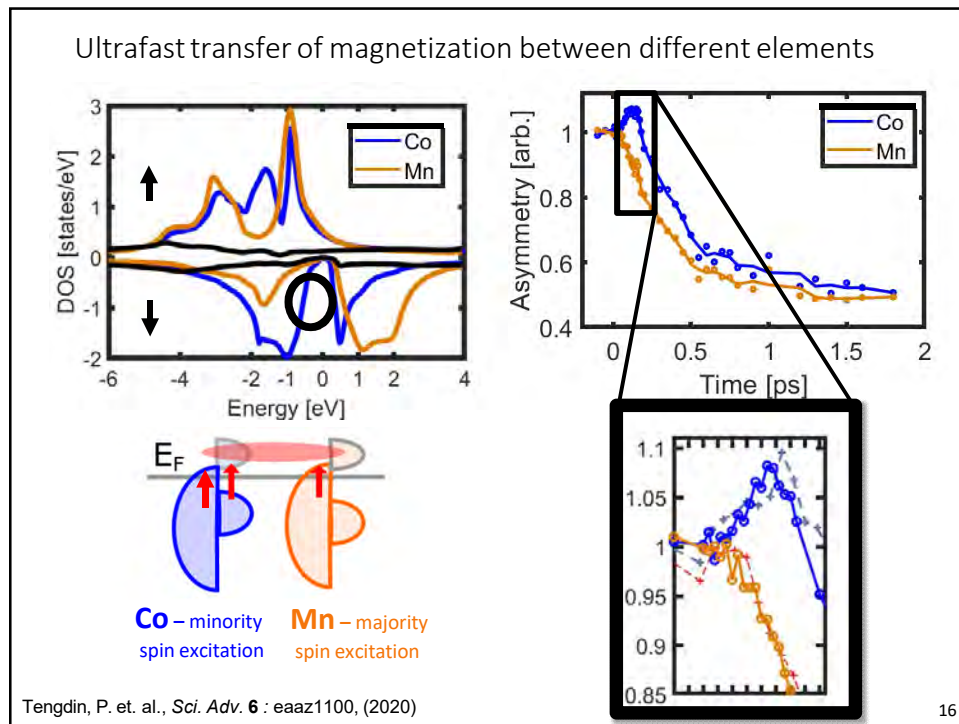 Ultrafast transfer of magnetization between different elements
DOS [states/eV]
3
2
1
0
-1
-2
Co
Mn
-6 -4 -2 -1 0 2 4
Energy [eV]
Asymmetry [arb.]
1
0.8
0.6
0.4
Co
Mn
0 0.5 1 1.5 2
Time [ps]
E_F
Co – minority
spin excitation
Mn – majority
spin excitation
1.1
1.05
1
0.95
0.9
0.85
Tengdin, P. et. al., Sci. Adv. 6 : eaaz1100, (2020)
16